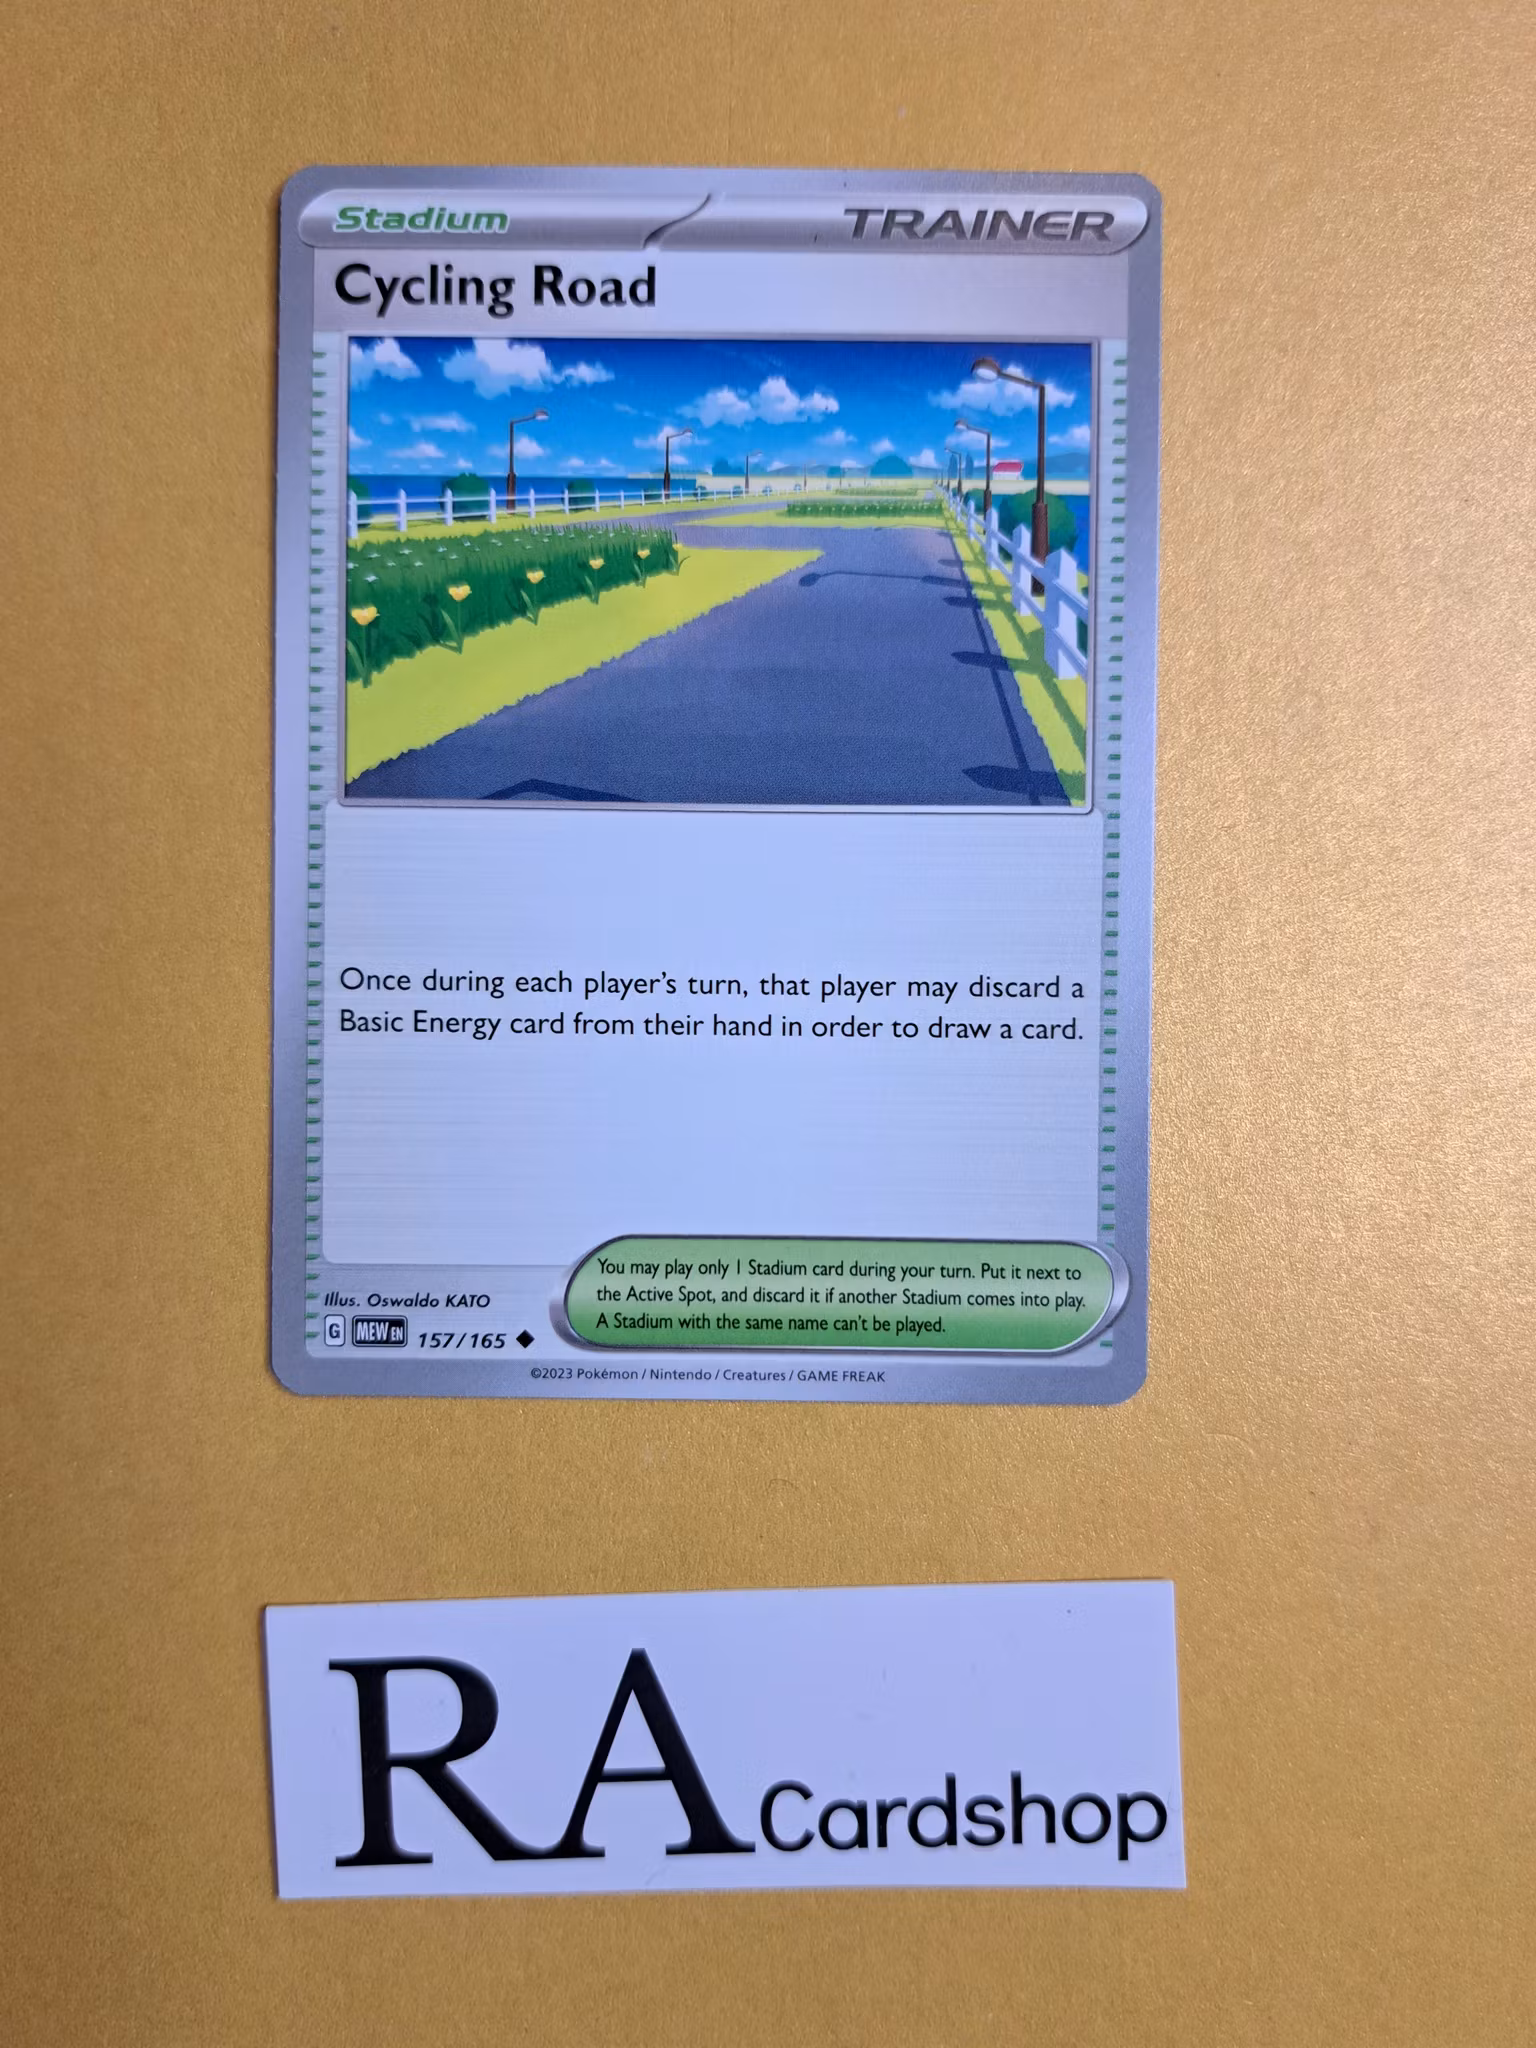 Stadium
TRAINER
Cycling Road
Once during each player's turn, that player may discard a
Basic Energy card from their hand in order to draw a card.
You may play only 1 Stadium card during your turn. Put it next to
the Active Spot, and discard it if another Stadium comes into play.
A Stadium with the same name can't be played.
Illus. Oswaldo KATO
G MEW EN 157/165
©2023 Pokémon / Nintendo / Creatures / GAME FREAK
RA Cardshop